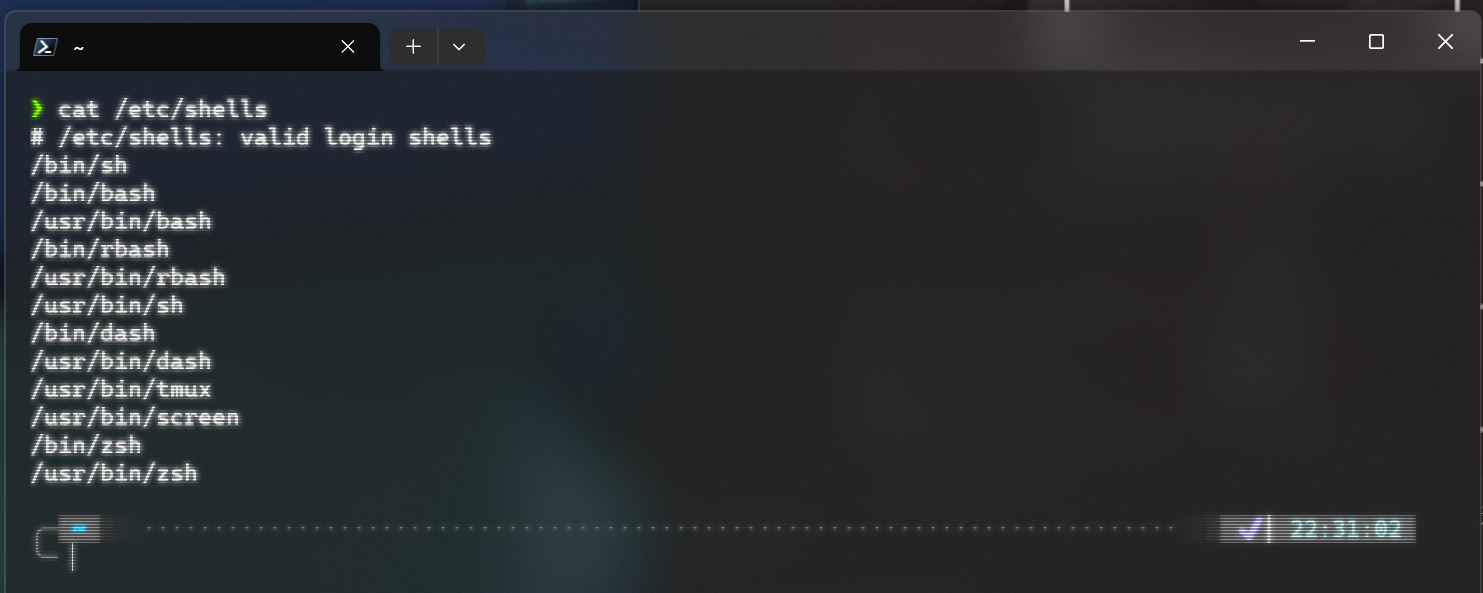 ~
❯ cat /etc/shells
# /etc/shells: valid login shells
/bin/sh
/bin/bash
/usr/bin/bash
/bin/rbash
/usr/bin/rbash
/usr/bin/sh
/bin/dash
/usr/bin/dash
/usr/bin/tmux
/usr/bin/screen
/bin/zsh
/usr/bin/zsh
~ ✔ 22:31:02